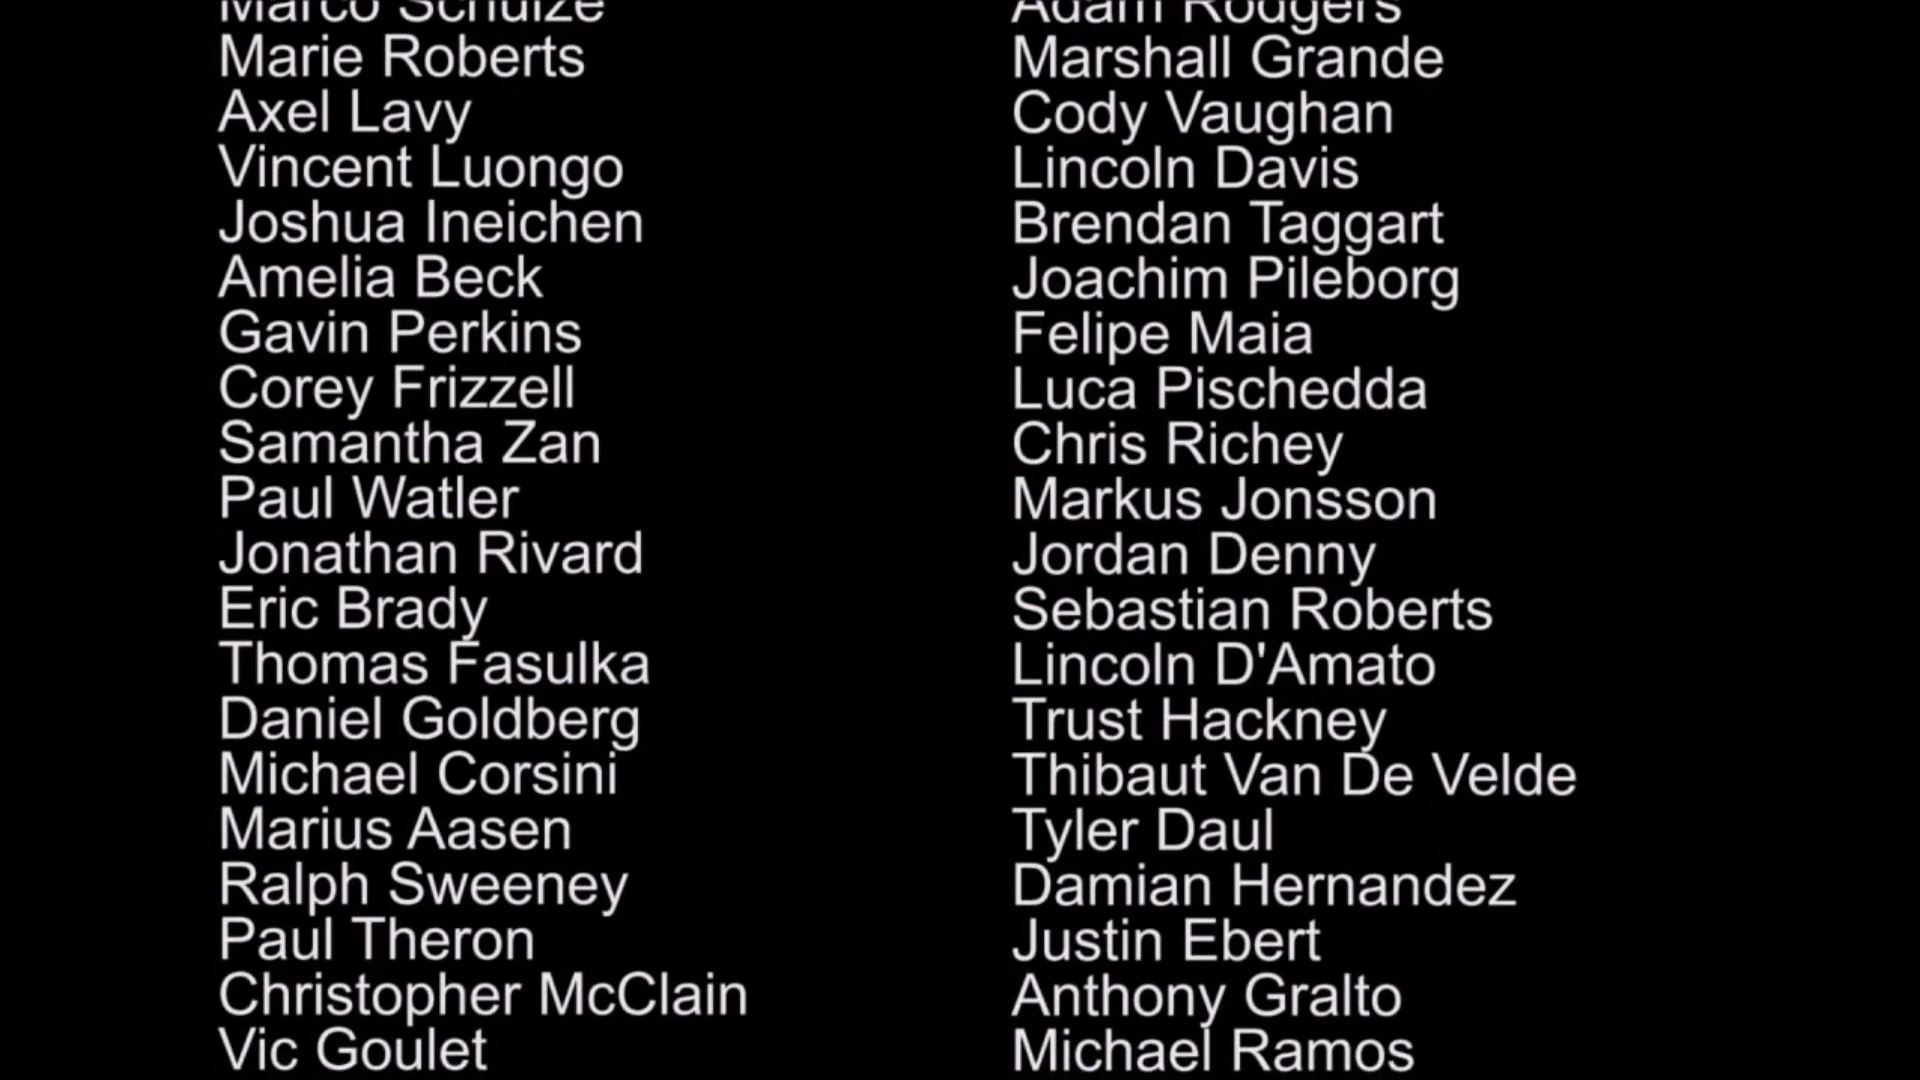 Marco Schulze
Marie Roberts
Axel Lavy
Vincent Luongo
Joshua Ineichen
Amelia Beck
Gavin Perkins
Corey Frizzell
Samantha Zan
Paul Watler
Jonathan Rivard
Eric Brady
Thomas Fasulka
Daniel Goldberg
Michael Corsini
Marius Aasen
Ralph Sweeney
Paul Theron
Christopher McClain
Vic Goulet
Adam Rodgers
Marshall Grande
Cody Vaughan
Lincoln Davis
Brendan Taggart
Joachim Pileborg
Felipe Maia
Luca Pischedda
Chris Richey
Markus Jonsson
Jordan Denny
Sebastian Roberts
Lincoln D'Amato
Trust Hackney
Thibaut Van De Velde
Tyler Daul
Damian Hernandez
Justin Ebert
Anthony Gralto
Michael Ramos